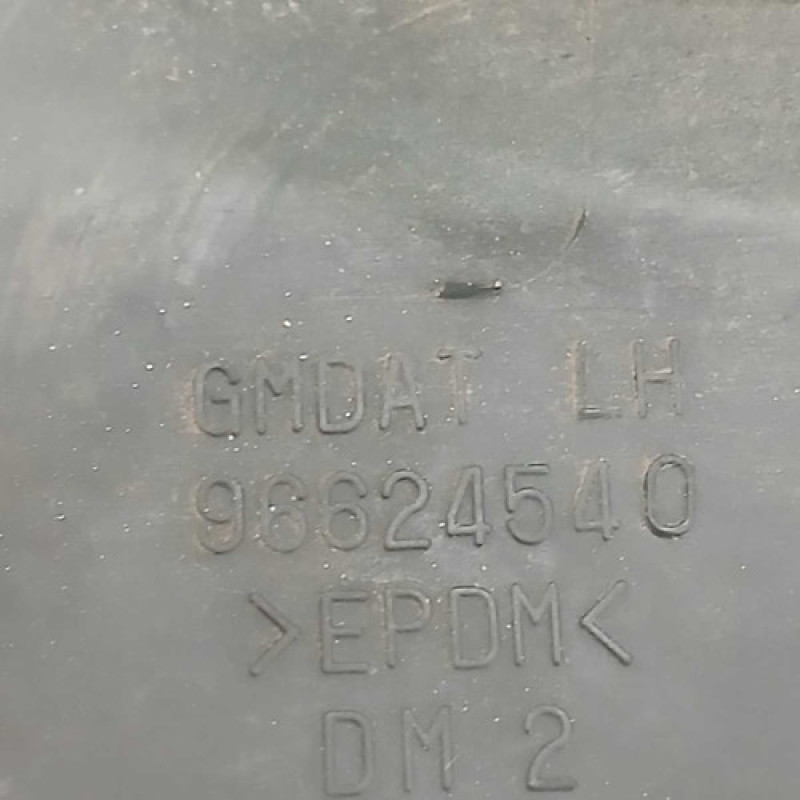 GMDAT LH
96624540
>EPDM<
DM 2